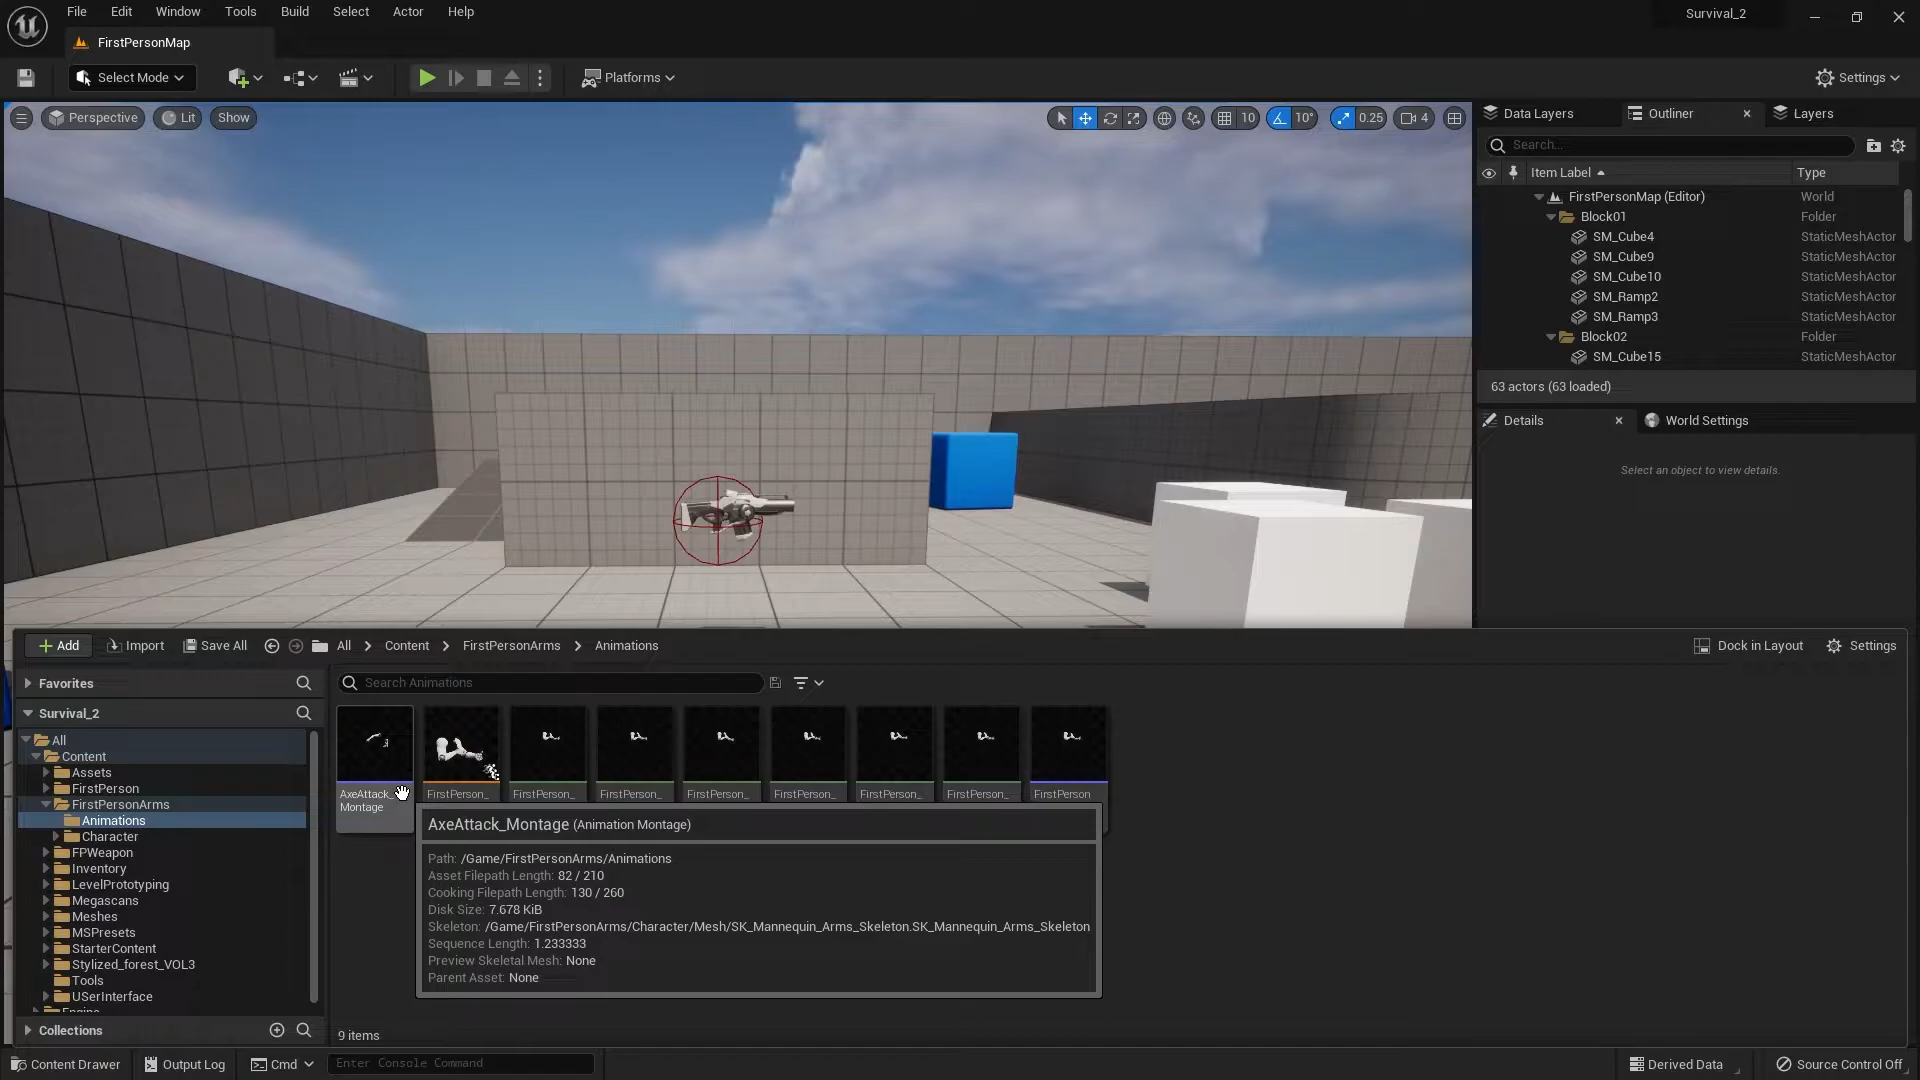 File Edit Window Tools Build Select Actor Help
Survival_2
FirstPersonMap
Select Mode
Platforms
Settings
Perspective
Lit
Show
10
10°
0.25
4
Data Layers
Outliner
Layers
Search...
Item Label
Type
FirstPersonMap (Editor) World
Block01 Folder
SM_Cube4 StaticMeshActor
SM_Cube9 StaticMeshActor
SM_Cube10 StaticMeshActor
SM_Ramp2 StaticMeshActor
SM_Ramp3 StaticMeshActor
Block02 Folder
SM_Cube15 StaticMeshActor
63 actors (63 loaded)
Details
World Settings
Select an object to view details.
Add
Import
Save All
All > Content > FirstPersonArms > Animations
Dock in Layout
Settings
Favorites
Search Animations
Survival_2
All
Content
Assets
FirstPerson
FirstPersonArms
Animations
Character
FPWeapon
Inventory
LevelPrototyping
Megascans
Meshes
MSPresets
StarterContent
Stylized_forest_VOL3
Tools
USerInterface
Collections
AxeAttack_
Montage
FirstPerson_
FirstPerson_
FirstPerson_
FirstPerson_
FirstPerson_
FirstPerson_
FirstPerson_
FirstPerson
AxeAttack_Montage (Animation Montage)
Path: /Game/FirstPersonArms/Animations
Asset Filepath Length: 82 / 210
Cooking Filepath Length: 130 / 260
Disk Size: 7.678 KiB
Skeleton: /Game/FirstPersonArms/Character/Mesh/SK_Mannequin_Arms_Skeleton.SK_Mannequin_Arms_Skeleton
Sequence Length: 1.233333
Preview Skeletal Mesh: None
Parent Asset: None
9 items
Content Drawer
Output Log
Cmd
Enter Console Command
Derived Data
Source Control Off